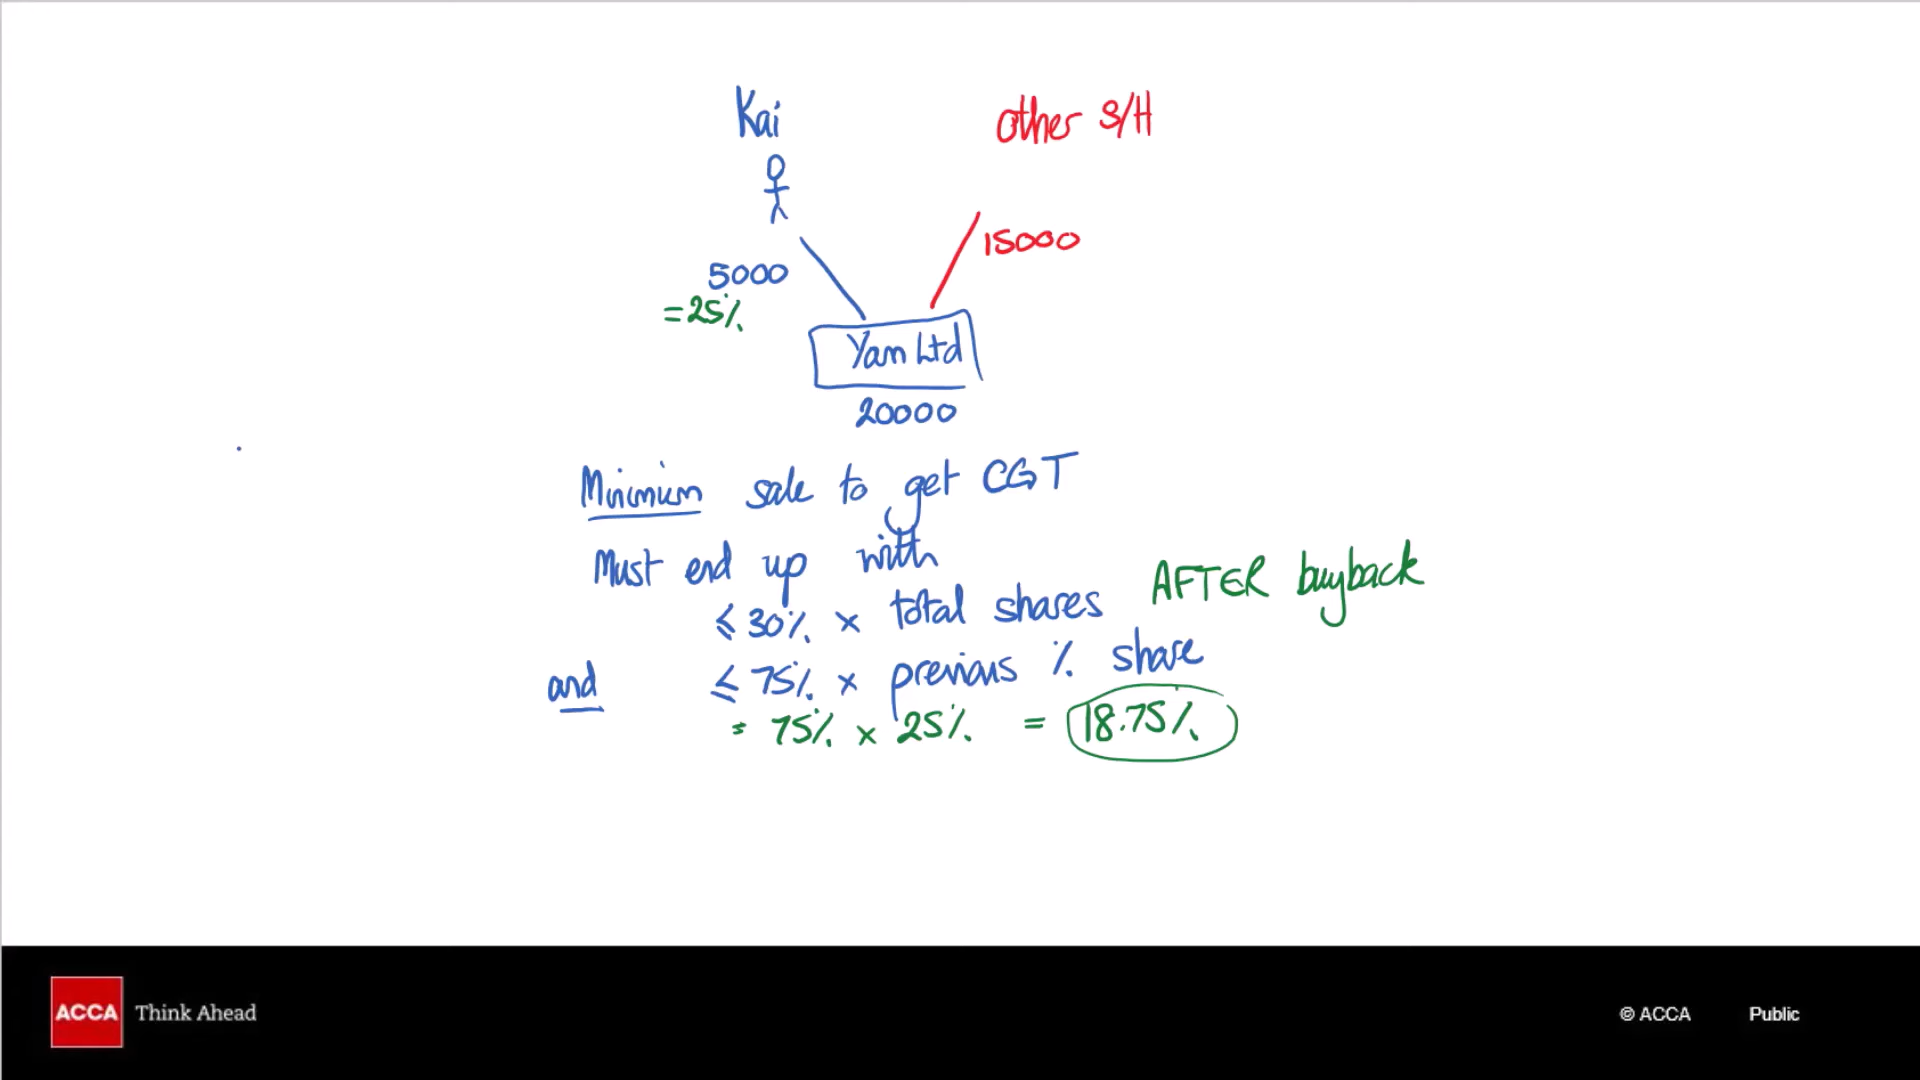 Kai
other S/H
5000
15000
= 25%
Yam Ltd
20000
Minimum sale to get CGT
Must end up with
≤ 30% × total shares AFTER buyback
and ≤ 75% × previous % share
= 75% × 25% = 18.75%
ACCA Think Ahead
© ACCA Public